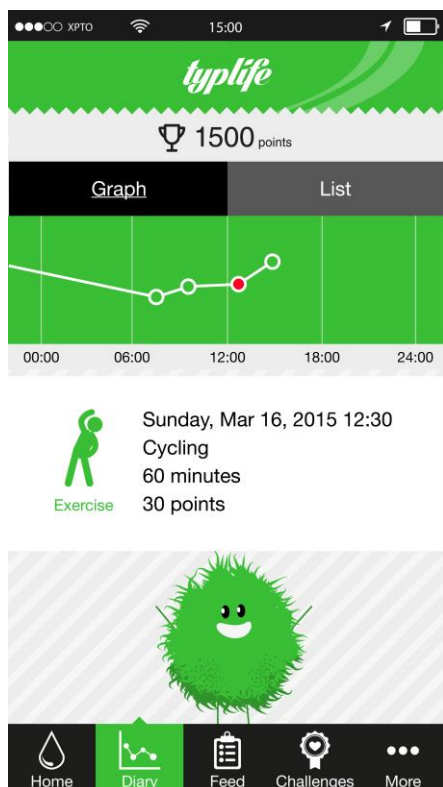 XPTO 15:00
typlife
1500 points
Graph List
00:00 06:00 12:00 18:00 24:00
Sunday, Mar 16, 2015 12:30
Cycling
60 minutes
Exercise 30 points
Home Diary Feed Challenges More